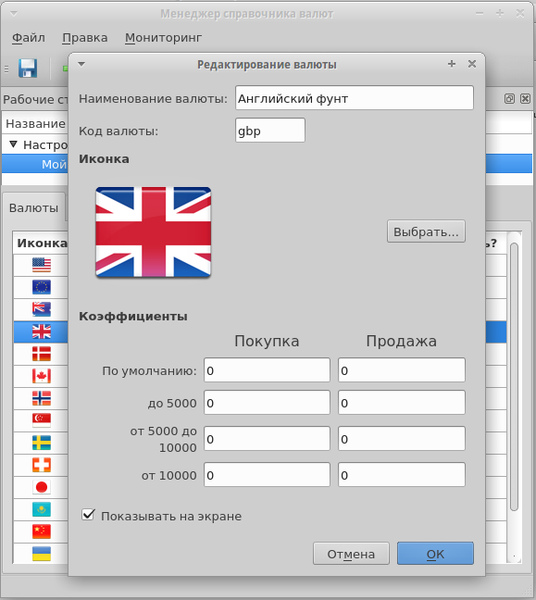 Менеджер справочника валют
Файл Правка Мониторинг
Редактирование валюты
Рабочие ст
Наименование валюты: Английский фунт
Название
Код валюты: gbp
Настро
Иконка
Мой
Валюты
Выбрать...
Иконка ь?
Коэффициенты
Покупка Продажа
По умолчанию: 0 0
до 5000 0 0
от 5000 до
10000 0 0
от 10000 0 0
Показывать на экране
Отмена ОК